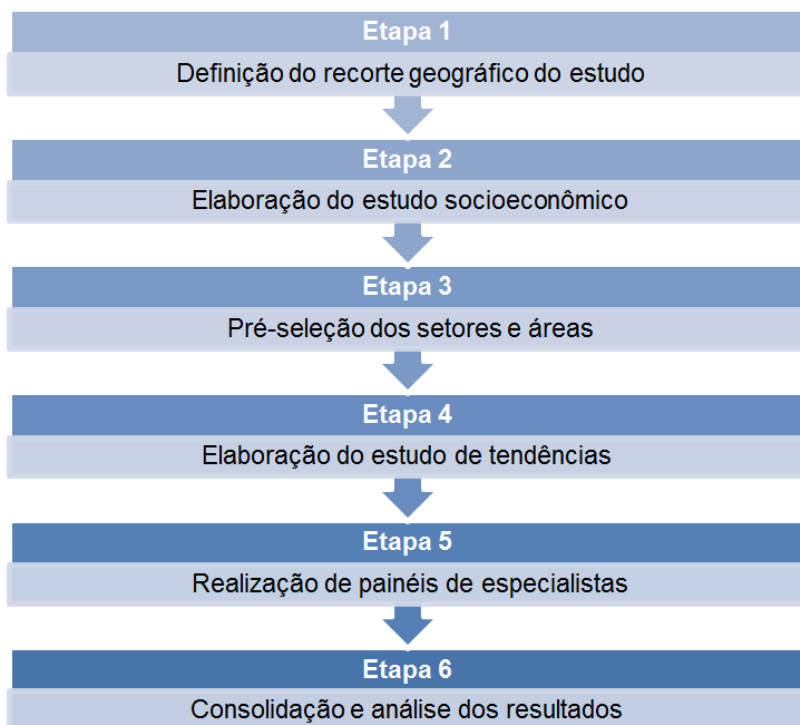 Etapa 1
Definição do recorte geográfico do estudo
Etapa 2
Elaboração do estudo socioeconômico
Etapa 3
Pré-seleção dos setores e áreas
Etapa 4
Elaboração do estudo de tendências
Etapa 5
Realização de painéis de especialistas
Etapa 6
Consolidação e análise dos resultados